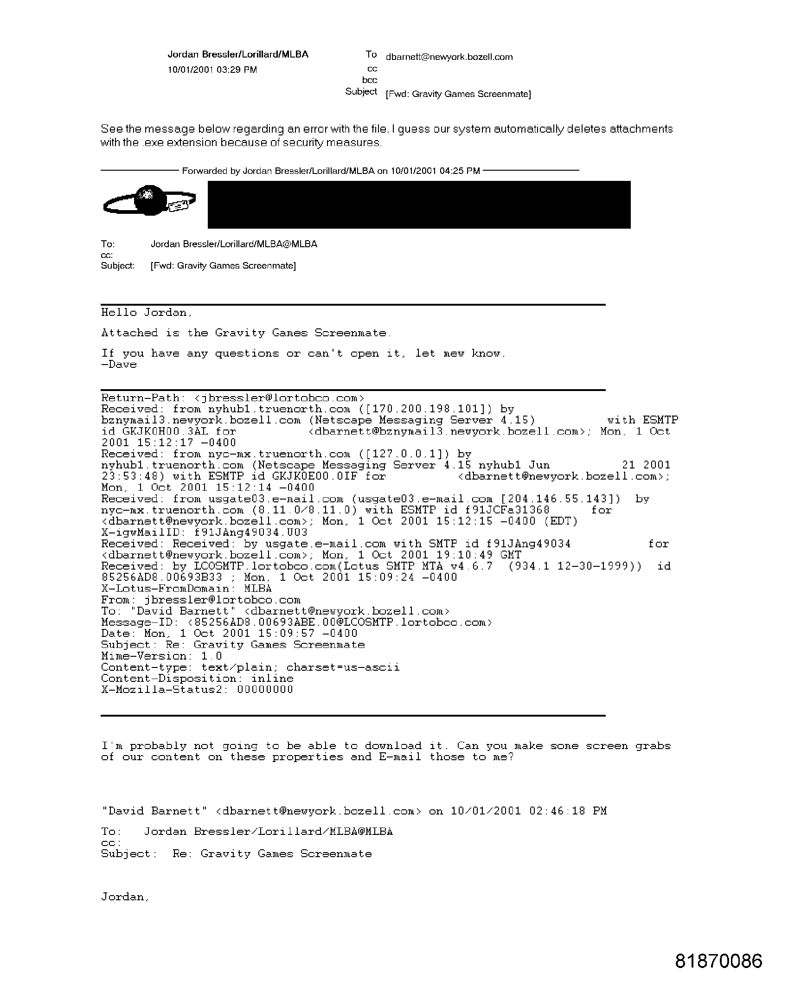 Jordan Bressler/Lorillard/MLBA
10/01/2001 03:29 PM
To dbarnett@newyork.bozell.com
cc
bcc
Subject [Fwd: Gravity Games Screenmate]
See the message below regarding an error with the file. I guess our system automatically deletes attachments
with the .exe extension because of security measures.
Forwarded by Jordan Bressler/Lorillard/MLBA on 10/01/2001 04:25 PM
To: Jordan Bressler/Lorillard/MLBA@MLBA
cc:
Subject: [Fwd: Gravity Games Screenmate]
Hello Jordan,
Attached is the Gravity Games Screenmate.
If you have any questions or can't open it, let mew know.
-Dave
Return-Path: <jbressler@lortobco.com>
Received: from nyhub1.truenorth.com ([170.200.198.101]) by
bznymail3.newyork.bozell.com (Netscape Messaging Server 4.15) with ESMTP
id GKJK0H00.3AL for <dbarnett@bznymail3.newyork.bozell.com>; Mon, 1 Oct
2001 15:12:17 -0400
Received: from nyc-mx.truenorth.com ([127.0.0.1]) by
nyhub1.truenorth.com (Netscape Messaging Server 4.15 nyhub1 Jun 21 2001
23:53:48) with ESMTP id GKJK0E00.0IF for <dbarnett@newyork.bozell.com>;
Mon, 1 Oct 2001 15:12:14 -0400
Received: from usgate03.e-mail.com (usgate03.e-mail.com [204.146.55.143]) by
nyc-mx.truenorth.com (8.11.0/8.11.0) with ESMTP id f91JCFa31368 for
<dbarnett@newyork.bozell.com>; Mon, 1 Oct 2001 15:12:15 -0400 (EDT)
X-igwMailID: f91JAng49034.U03
Received: Received: by usgate.e-mail.com with SMTP id f91JAng49034 for
<dbarnett@newyork.bozell.com>; Mon, 1 Oct 2001 19:10:49 GMT
Received: by LCOSMTP.lortobco.com(Lotus SMTP MTA v4.6.7 (934.1 12-30-1999)) id
85256AD8.00693B33 ; Mon, 1 Oct 2001 15:09:24 -0400
X-Lotus-FromDomain: MLBA
From: jbressler@lortobco.com
To: "David Barnett" <dbarnett@newyork.bozell.com>
Message-ID: <85256AD8.00693ABE.00@LCOSMTP.lortobco.com>
Date: Mon, 1 Oct 2001 15:09:57 -0400
Subject: Re: Gravity Games Screenmate
Mime-Version: 1.0
Content-type: text/plain; charset=us-ascii
Content-Disposition: inline
X-Mozilla-Status2: 00000000
I'm probably not going to be able to download it. Can you make some screen grabs
of our content on these properties and E-mail those to me?
"David Barnett" <dbarnett@newyork.bozell.com> on 10/01/2001 02:46:18 PM
To: Jordan Bressler/Lorillard/MLBA@MLBA
cc:
Subject: Re: Gravity Games Screenmate
Jordan,
81870086